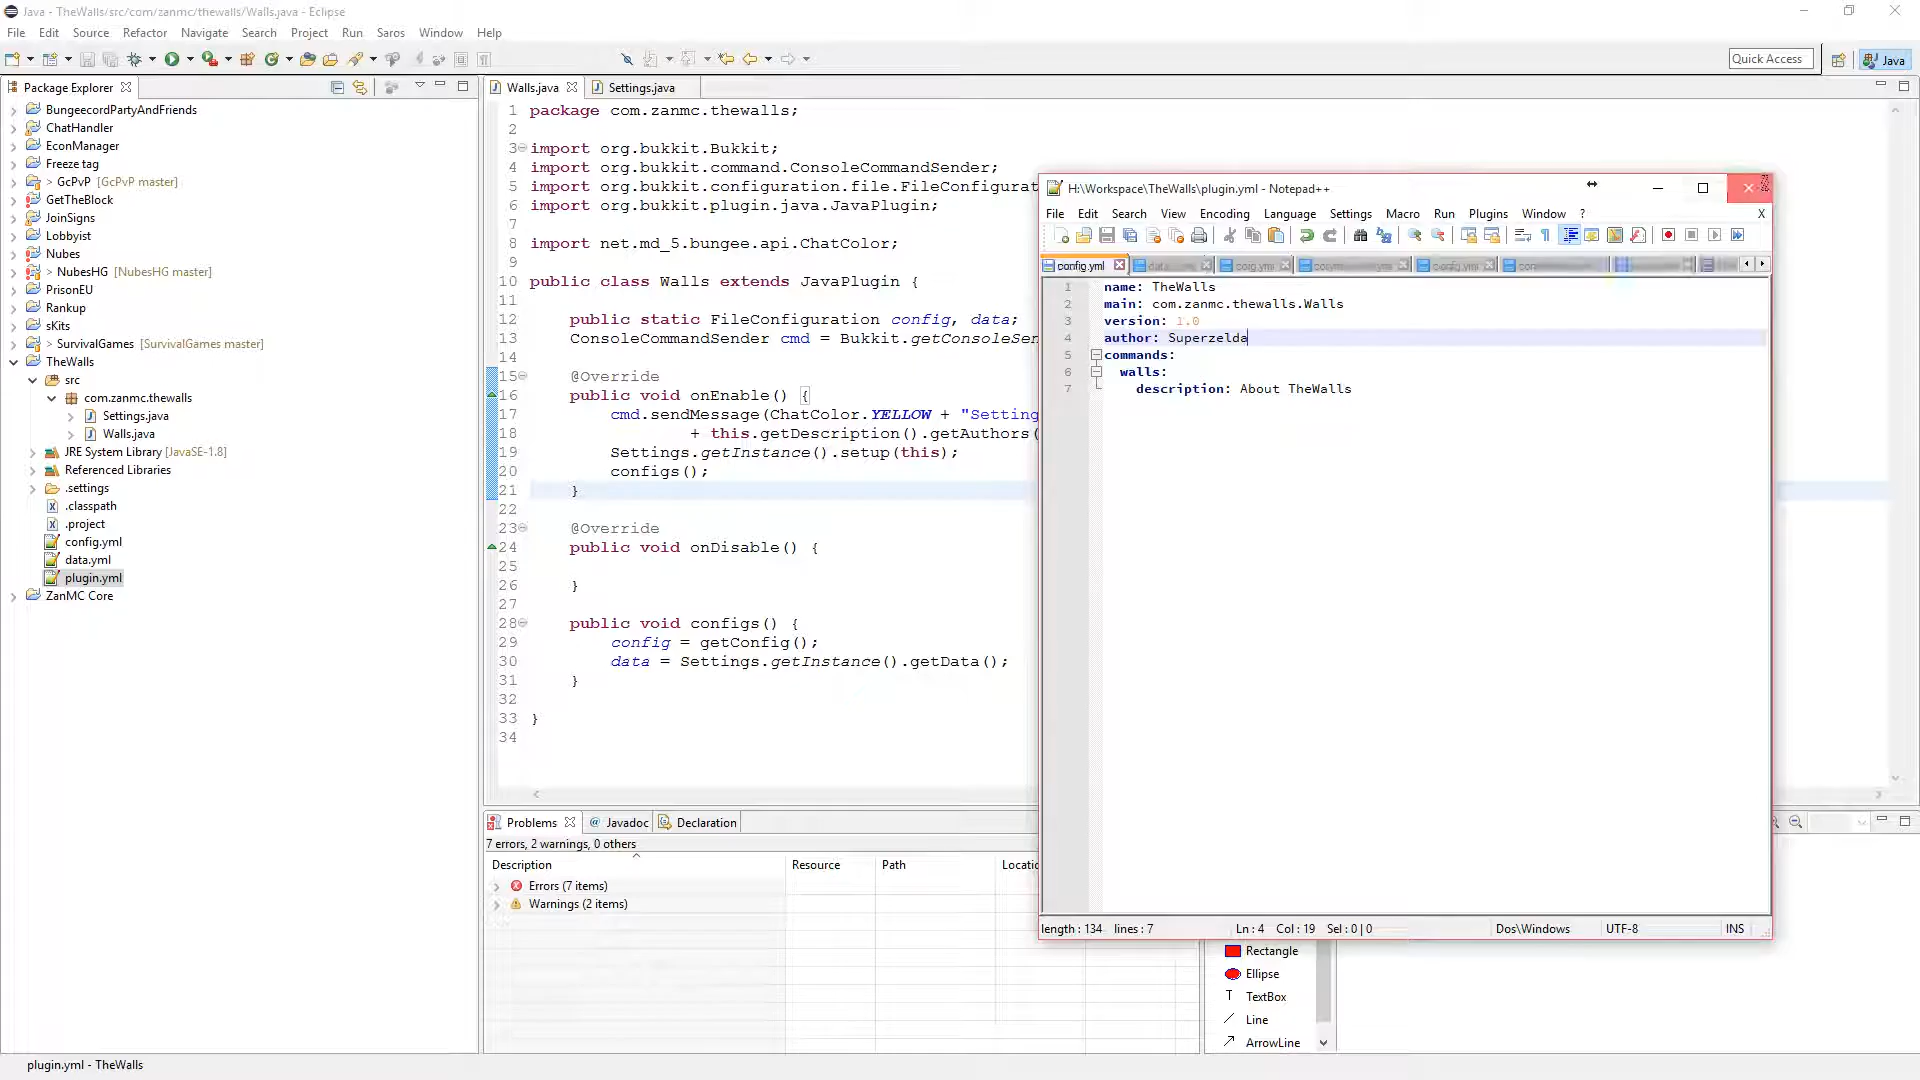 Java - TheWalls/src/com/zanmc/thewalls/Walls.java - Eclipse
File Edit Source Refactor Navigate Search Project Run Saros Window Help
Quick Access
Java
Package Explorer
BungeecordPartyAndFriends
ChatHandler
EconManager
Freeze tag
> GcPvP [GcPvP master]
GetTheBlock
JoinSigns
Lobbyist
Nubes
> NubesHG [NubesHG master]
PrisonEU
Rankup
sKits
> SurvivalGames [SurvivalGames master]
TheWalls
src
com.zanmc.thewalls
Settings.java
Walls.java
JRE System Library [JavaSE-1.8]
Referenced Libraries
.settings
.classpath
.project
config.yml
data.yml
plugin.yml
ZanMC Core
Walls.java
Settings.java
1 package com.zanmc.thewalls;
2
3 import org.bukkit.Bukkit;
4 import org.bukkit.command.ConsoleCommandSender;
5 import org.bukkit.configuration.file.FileConfigurat
6 import org.bukkit.plugin.java.JavaPlugin;
7
8 import net.md_5.bungee.api.ChatColor;
9
10 public class Walls extends JavaPlugin {
11
12 public static FileConfiguration config, data;
13 ConsoleCommandSender cmd = Bukkit.getConsoleSen
14
15 @Override
16 public void onEnable() {
17 cmd.sendMessage(ChatColor.YELLOW + "Setting
18 + this.getDescription().getAuthors(
19 Settings.getInstance().setup(this);
20 configs();
21 }
22
23 @Override
24 public void onDisable() {
25
26 }
27
28 public void configs() {
29 config = getConfig();
30 data = Settings.getInstance().getData();
31 }
32
33 }
34
H:\Workspace\TheWalls\plugin.yml - Notepad++
File Edit Search View Encoding Language Settings Macro Run Plugins Window ? X
config.yml
1 name: TheWalls
2 main: com.zanmc.thewalls.Walls
3 version: 1.0
4 author: Superzelda
5 commands:
6 walls:
7 description: About TheWalls
length : 134 lines : 7 Ln : 4 Col : 19 Sel : 0 | 0 Dos\Windows UTF-8 INS
Problems Javadoc Declaration
7 errors, 2 warnings, 0 others
Description Resource Path Locatio
Errors (7 items)
Warnings (2 items)
Rectangle
Ellipse
T TextBox
Line
ArrowLine
plugin.yml - TheWalls